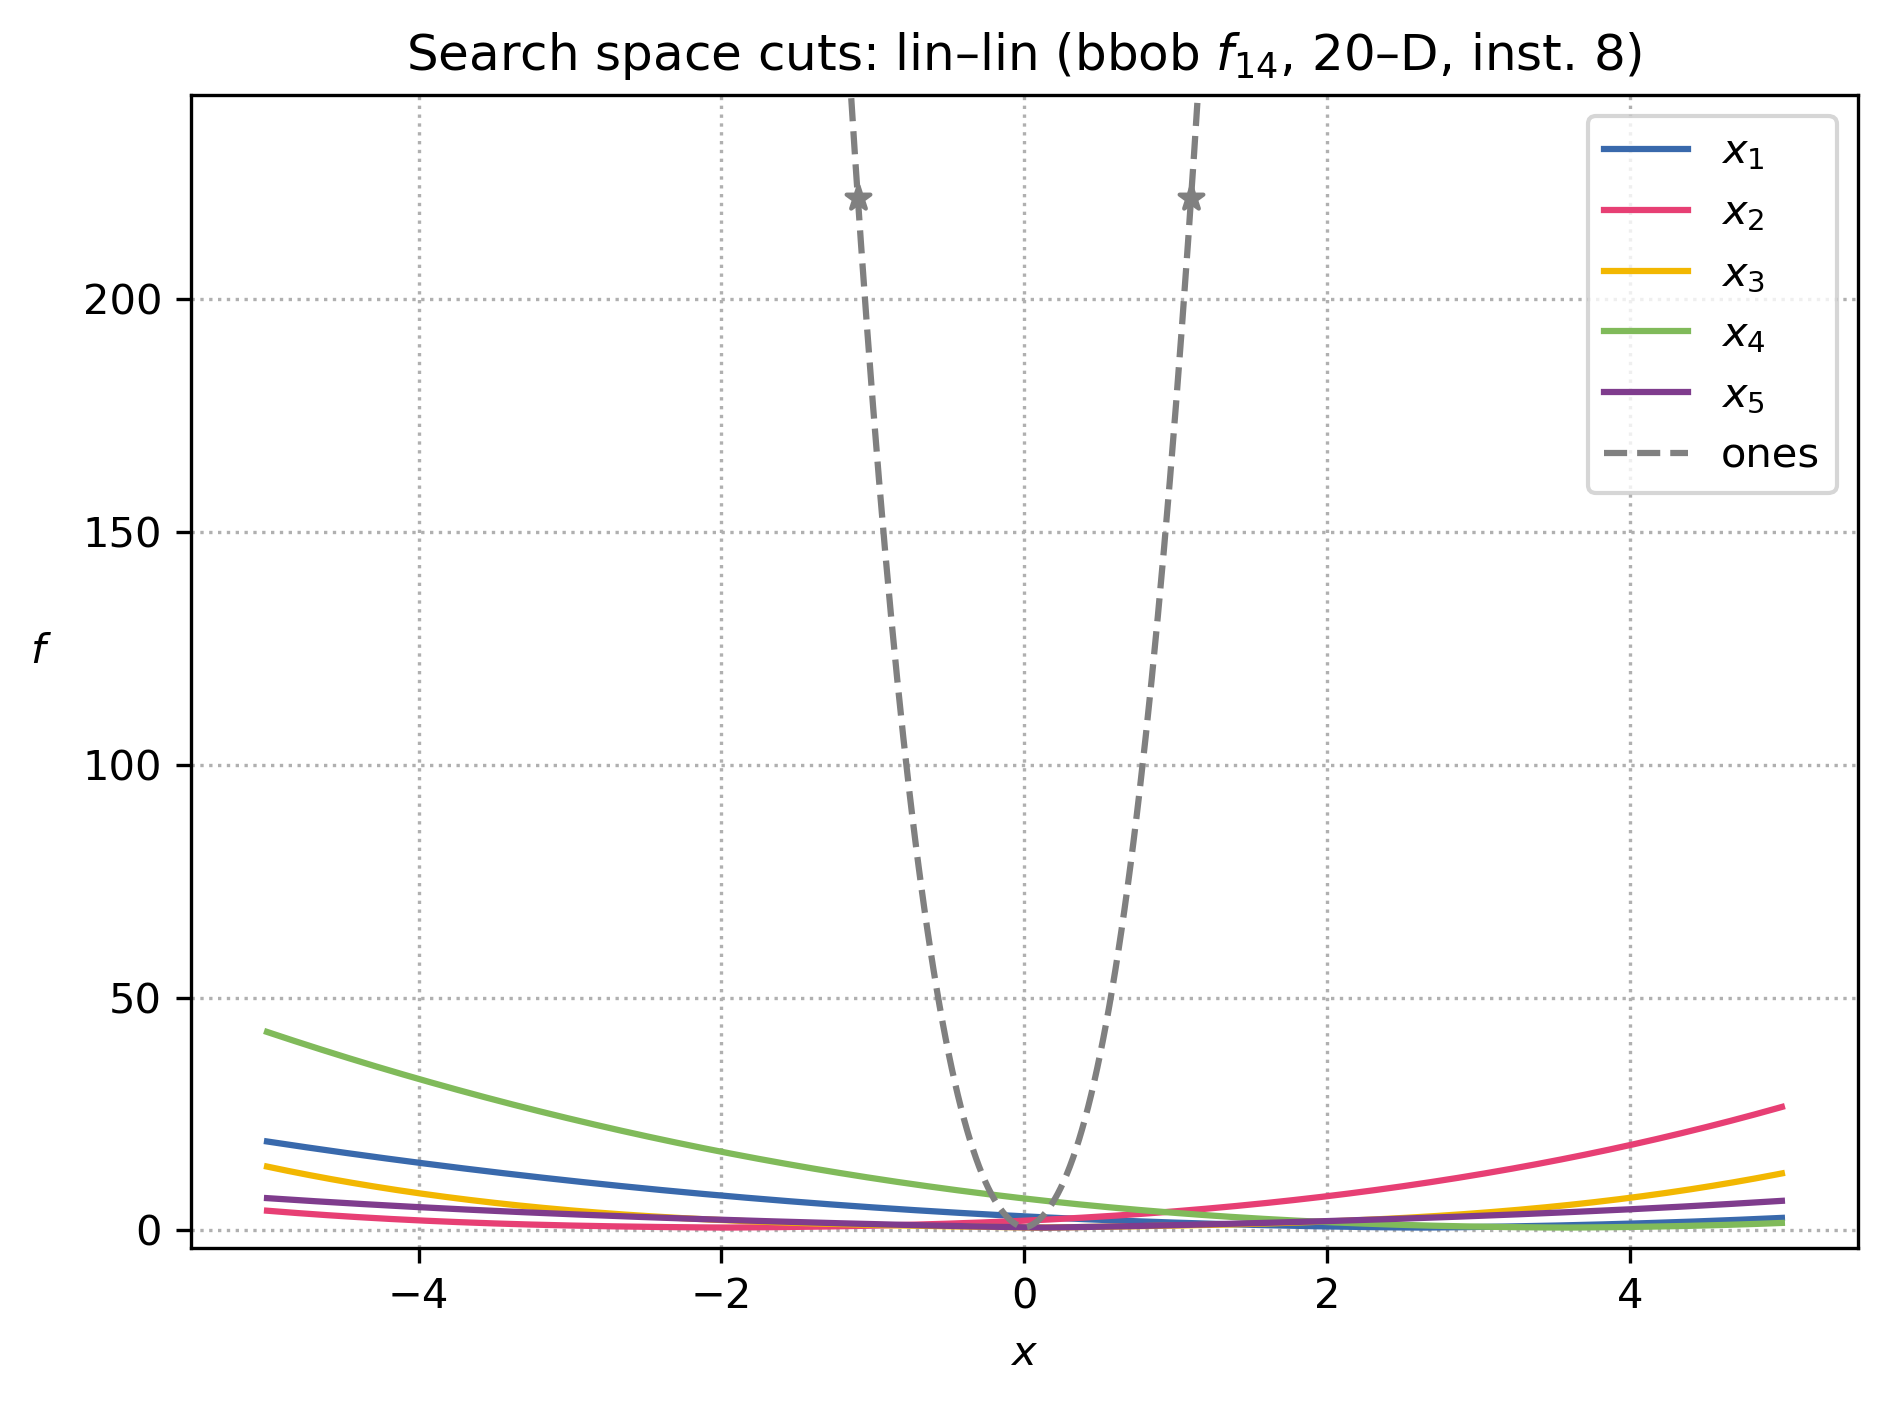 Search space cuts: lin–lin (bbob f₁₄, 20–D, inst. 8)
f
200
150
100
50
0
−4 −2 0 2 4
x
x₁
x₂
x₃
x₄
x₅
ones